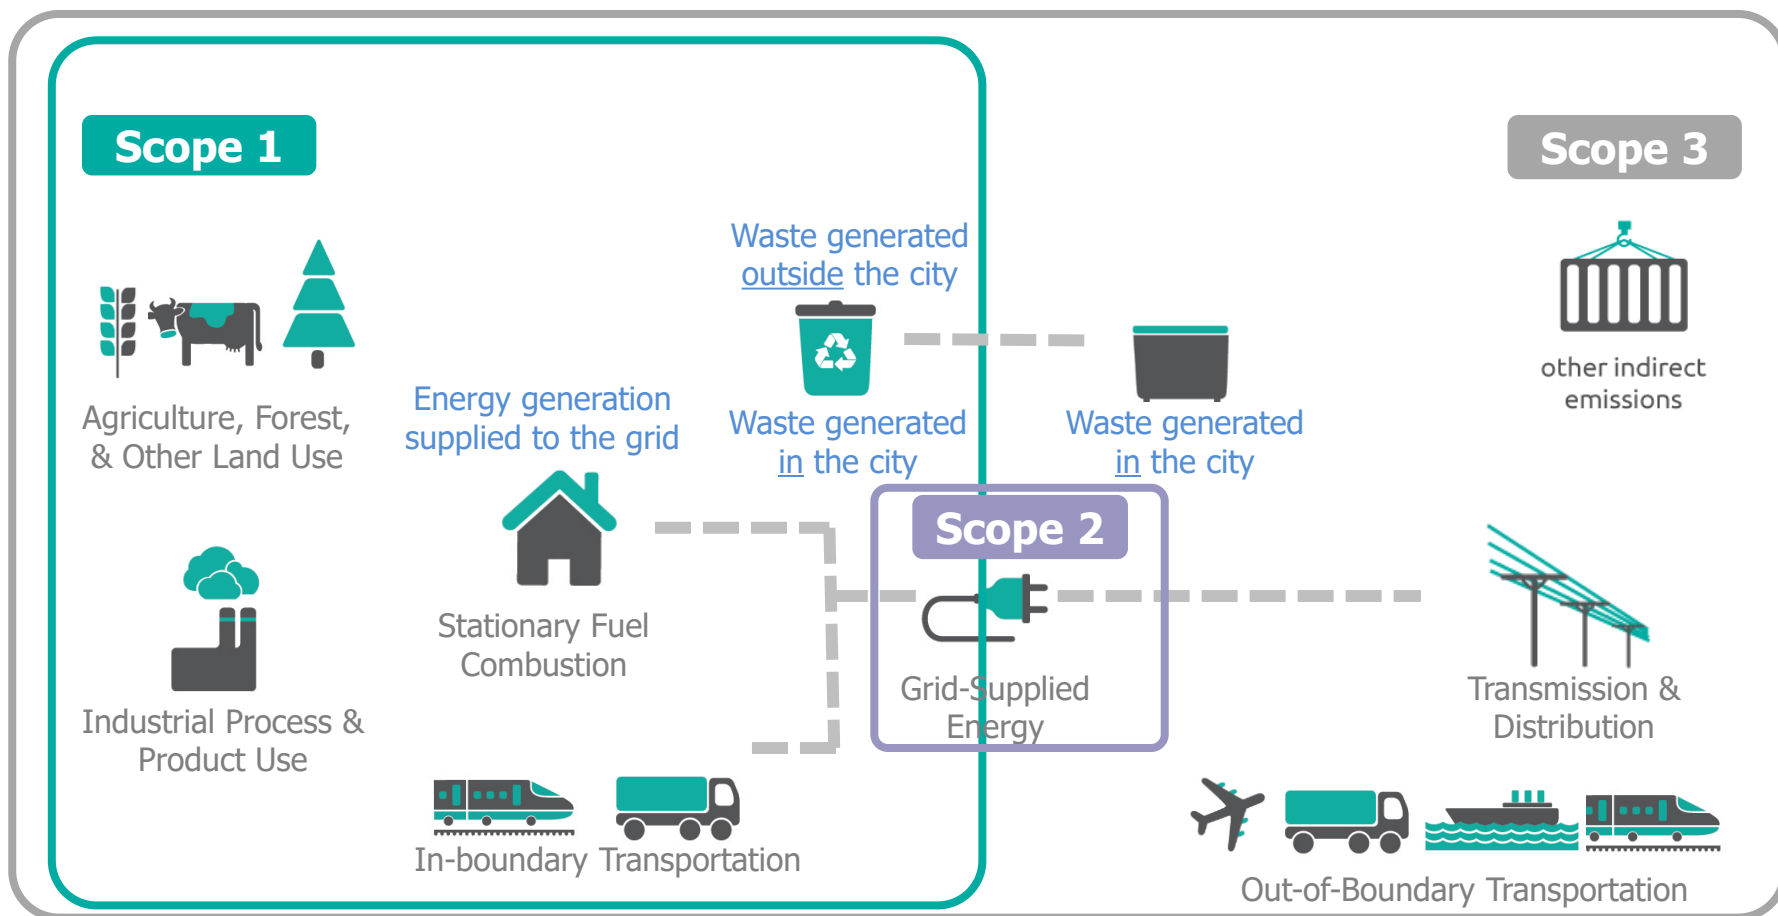 Scope 1
Scope 3
Waste generated
outside the city
other indirect
emissions
Agriculture, Forest,
& Other Land Use
Energy generation
supplied to the grid
Waste generated
in the city
Waste generated
in the city
Scope 2
Stationary Fuel
Combustion
Grid-Supplied
Energy
Transmission &
Distribution
Industrial Process &
Product Use
In-boundary Transportation
Out-of-Boundary Transportation